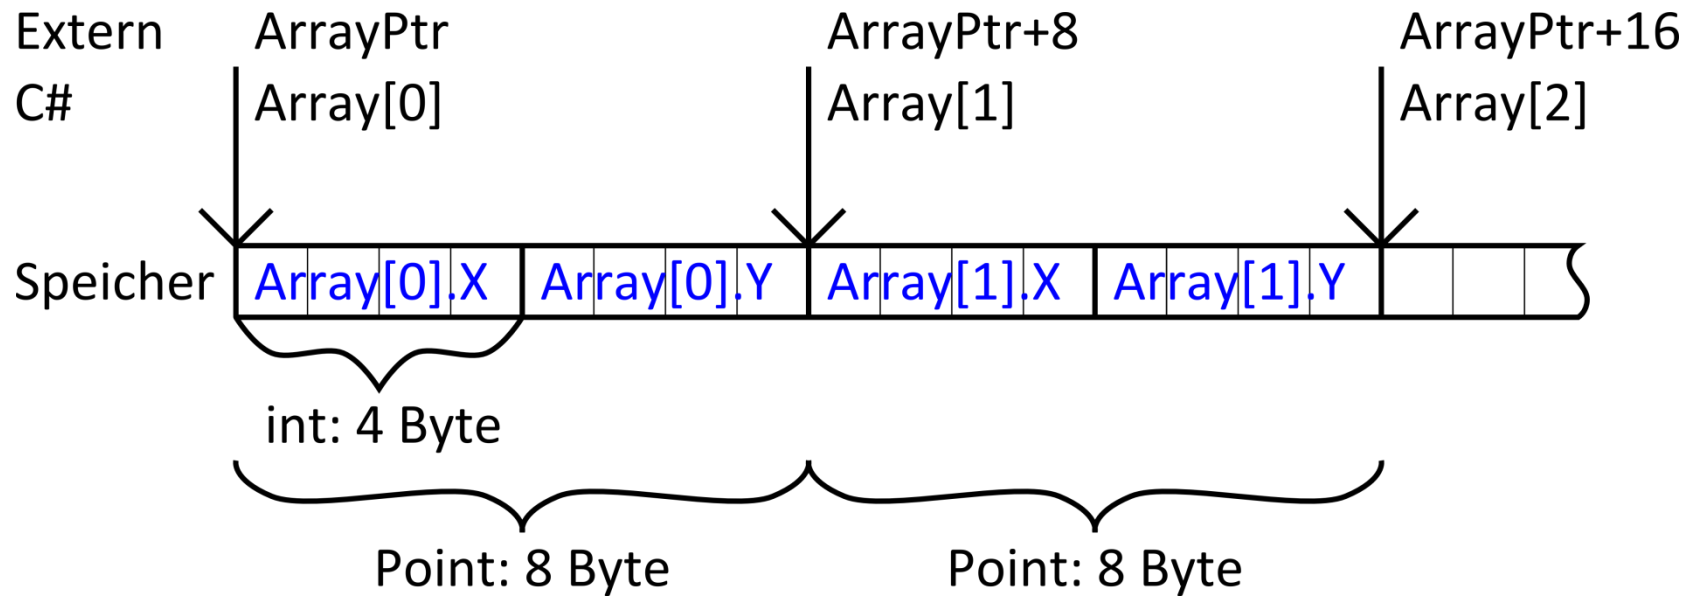 Extern ArrayPtr ArrayPtr+8 ArrayPtr+16
C# Array[0] Array[1] Array[2]
Speicher Array[0].X Array[0].Y Array[1].X Array[1].Y
int: 4 Byte
Point: 8 Byte Point: 8 Byte